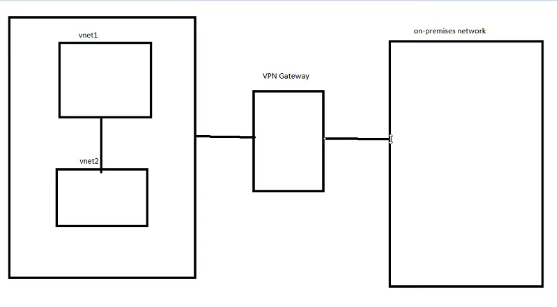 vnet1
vnet2
VPN Gateway
on-premises network